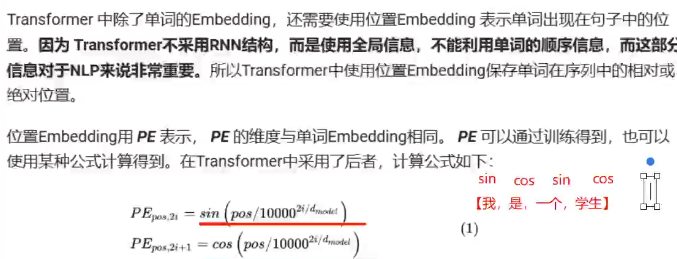 Transformer 中除了单词的Embedding，还需要使用位置Embedding 表示单词出现在句子中的位
置。因为 Transformer不采用RNN结构，而是使用全局信息，不能利用单词的顺序信息，而这部分
信息对于NLP来说非常重要。所以Transformer中使用位置Embedding保存单词在序列中的相对或
绝对位置。
位置Embedding用 PE 表示， PE 的维度与单词Embedding相同。 PE 可以通过训练得到，也可以
使用某种公式计算得到。在Transformer中采用了后者，计算公式如下：
sin cos sin cos
【我，是，一个，学生】
PE_{pos,2i} = sin (pos/10000^{2i/d_{model}})
(1)
PE_{pos,2i+1} = cos (pos/10000^{2i/d_{model}})